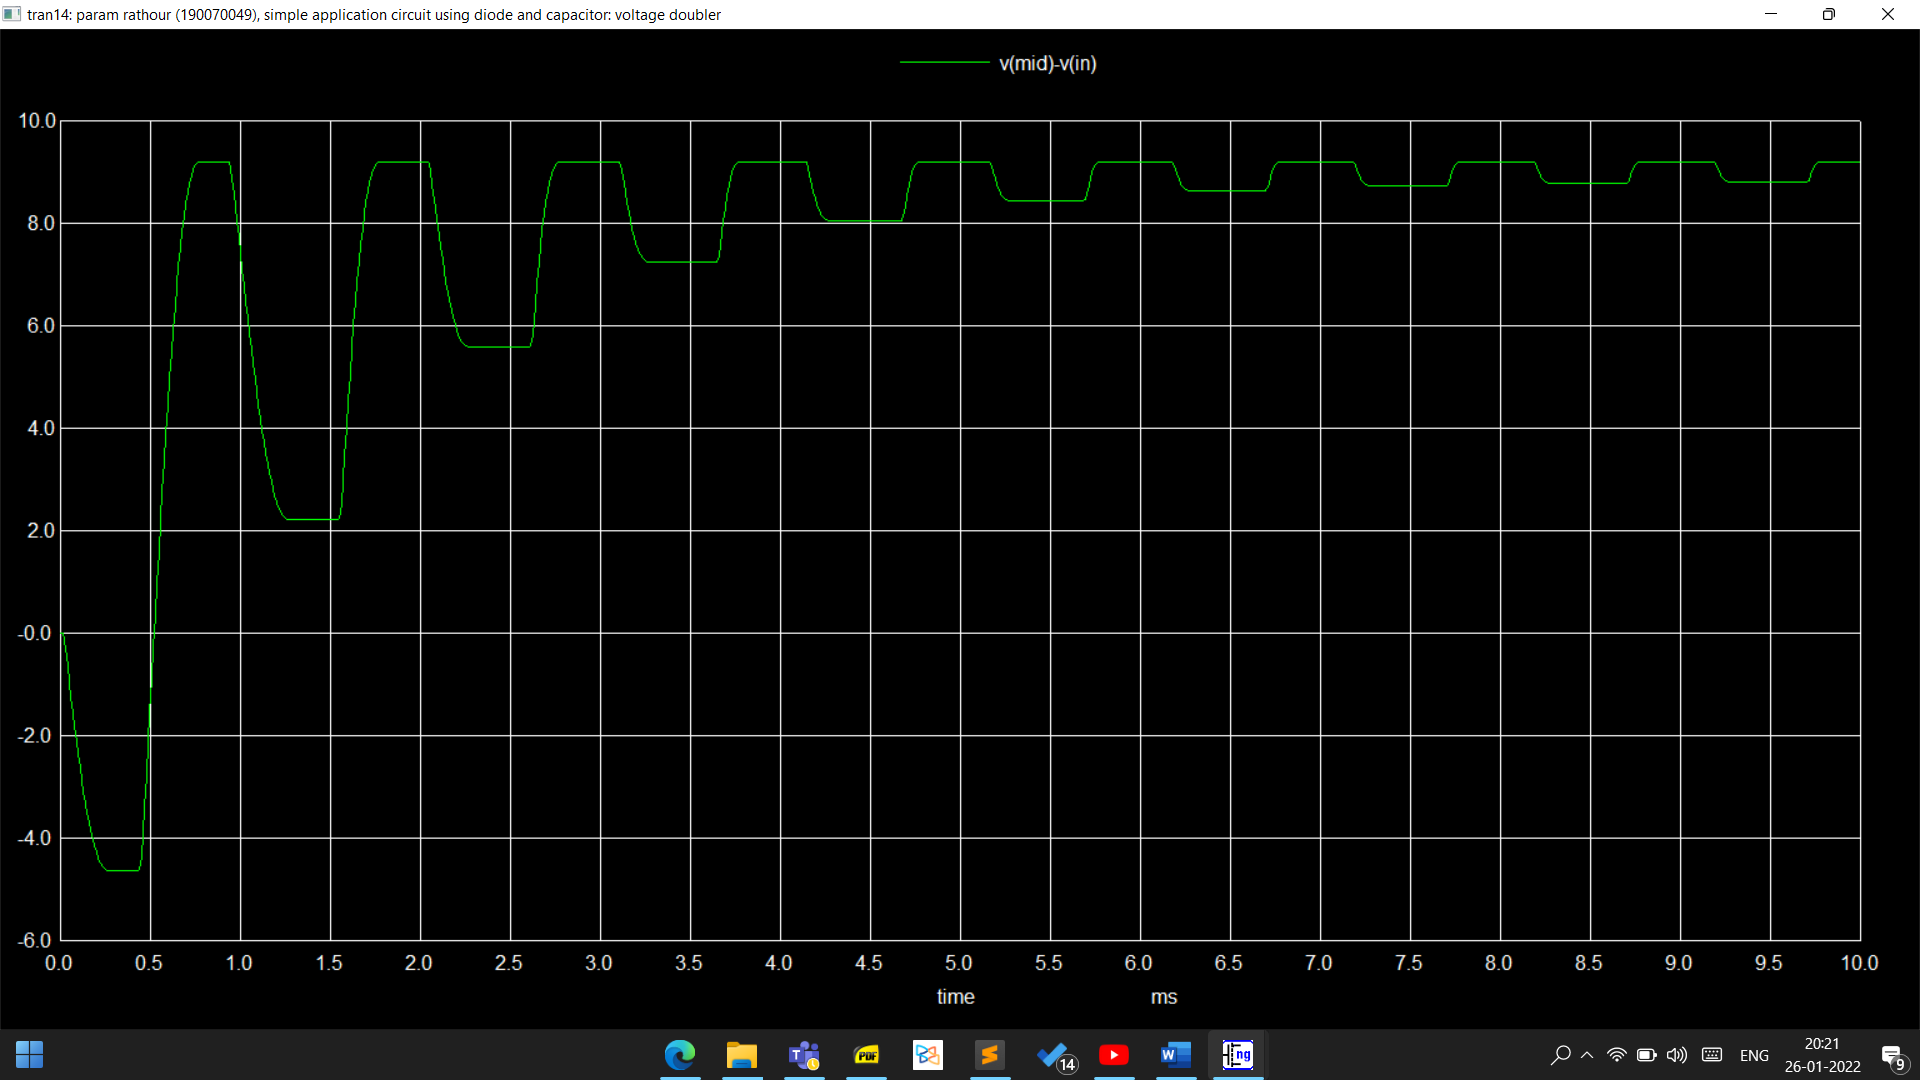 tran14: param rathour (190070049), simple application circuit using diode and capacitor: voltage doubler
v(mid)-v(in)
10.0
8.0
6.0
4.0
2.0
-0.0
-2.0
-4.0
-6.0
0.0 0.5 1.0 1.5 2.0 2.5 3.0 3.5 4.0 4.5 5.0 5.5 6.0 6.5 7.0 7.5 8.0 8.5 9.0 9.5 10.0
time ms
T PDF S 14 W ng ENG 20:21 9
26-01-2022